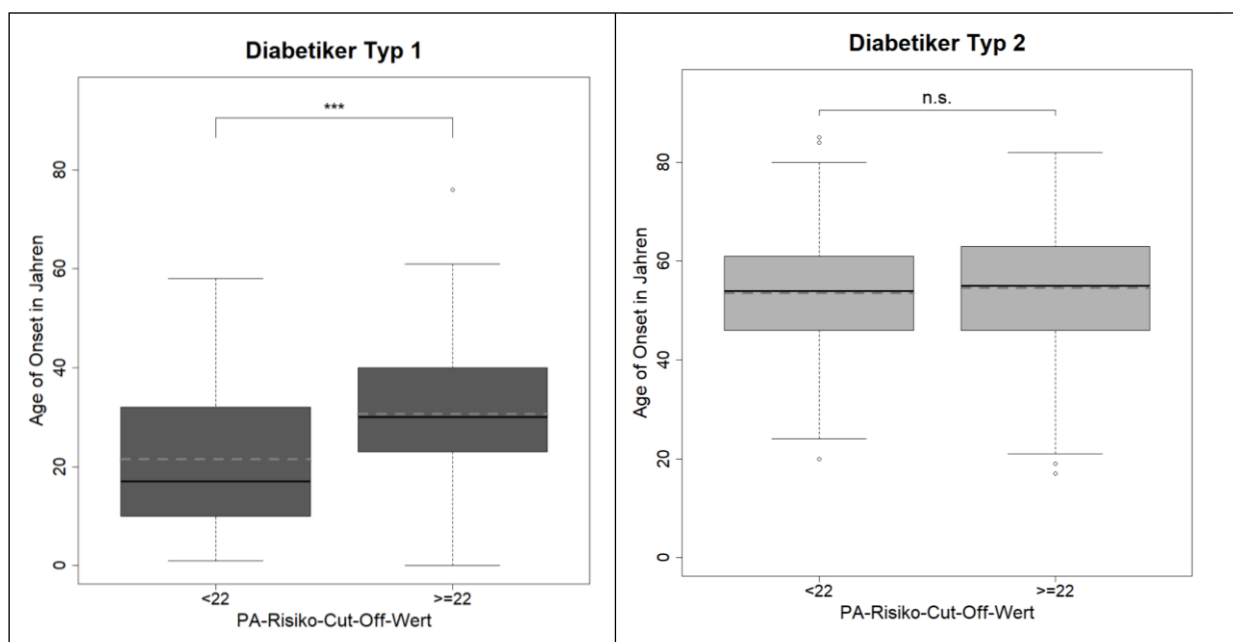 Diabetiker Typ 1
***
Age of Onset in Jahren
80
60
40
20
0
<22
>=22
PA-Risiko-Cut-Off-Wert
Diabetiker Typ 2
n.s.
Age of Onset in Jahren
80
60
40
20
0
<22
>=22
PA-Risiko-Cut-Off-Wert